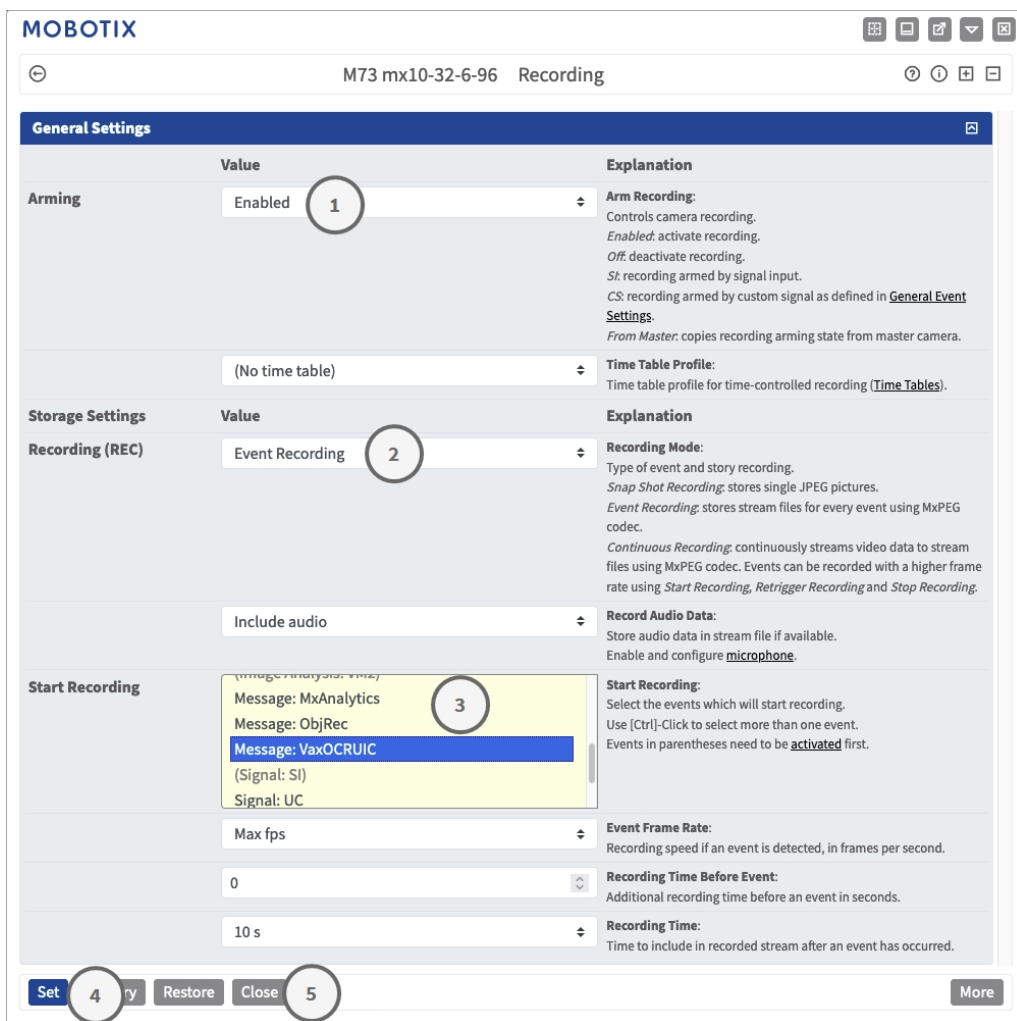 MOBOTIX
M73 mx10-32-6-96 Recording
General Settings
Value
Explanation
Arming
Enabled
1
Arm Recording:
Controls camera recording.
Enabled: activate recording.
Off: deactivate recording.
SI: recording armed by signal input.
CS: recording armed by custom signal as defined in General Event
Settings.
From Master: copies recording arming state from master camera.
(No time table)
Time Table Profile:
Time table profile for time-controlled recording (Time Tables).
Storage Settings
Value
Explanation
Recording (REC)
Event Recording
2
Recording Mode:
Type of event and story recording.
Snap Shot Recording: stores single JPEG pictures.
Event Recording: stores stream files for every event using MxPEG
codec.
Continuous Recording: continuously streams video data to stream
files using MxPEG codec. Events can be recorded with a higher frame
rate using Start Recording, Retrigger Recording and Stop Recording.
Include audio
Record Audio Data:
Store audio data in stream file if available.
Enable and configure microphone.
Start Recording
(Image Analysis: VM2)
Message: MxAnalytics
Message: ObjRec
Message: VaxOCRUIC
(Signal: SI)
Signal: UC
3
Start Recording:
Select the events which will start recording.
Use [Ctrl]-Click to select more than one event.
Events in parentheses need to be activated first.
Max fps
Event Frame Rate:
Recording speed if an event is detected, in frames per second.
0
Recording Time Before Event:
Additional recording time before an event in seconds.
10 s
Recording Time:
Time to include in recorded stream after an event has occurred.
Set
4
ry
Restore
Close
5
More